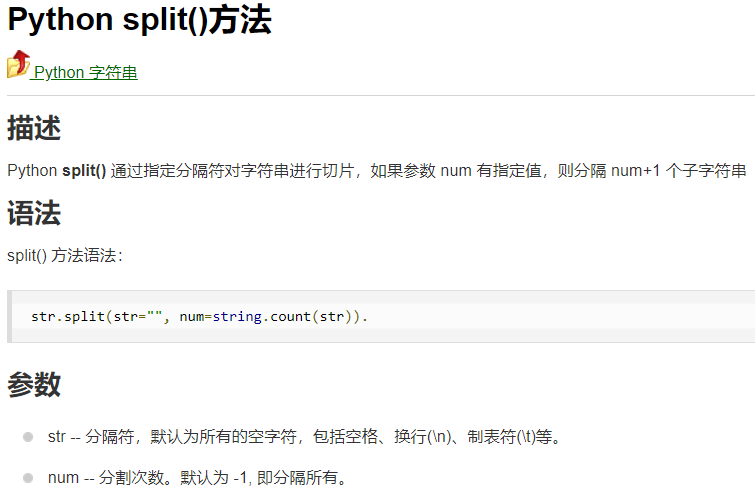 Python split()方法
Python 字符串
描述
Python split() 通过指定分隔符对字符串进行切片，如果参数 num 有指定值，则分隔 num+1 个子字符串
语法
split() 方法语法：
str.split(str="", num=string.count(str)).
参数
str -- 分隔符，默认为所有的空字符，包括空格、换行(\n)、制表符(\t)等。
num -- 分割次数。默认为 -1, 即分隔所有。